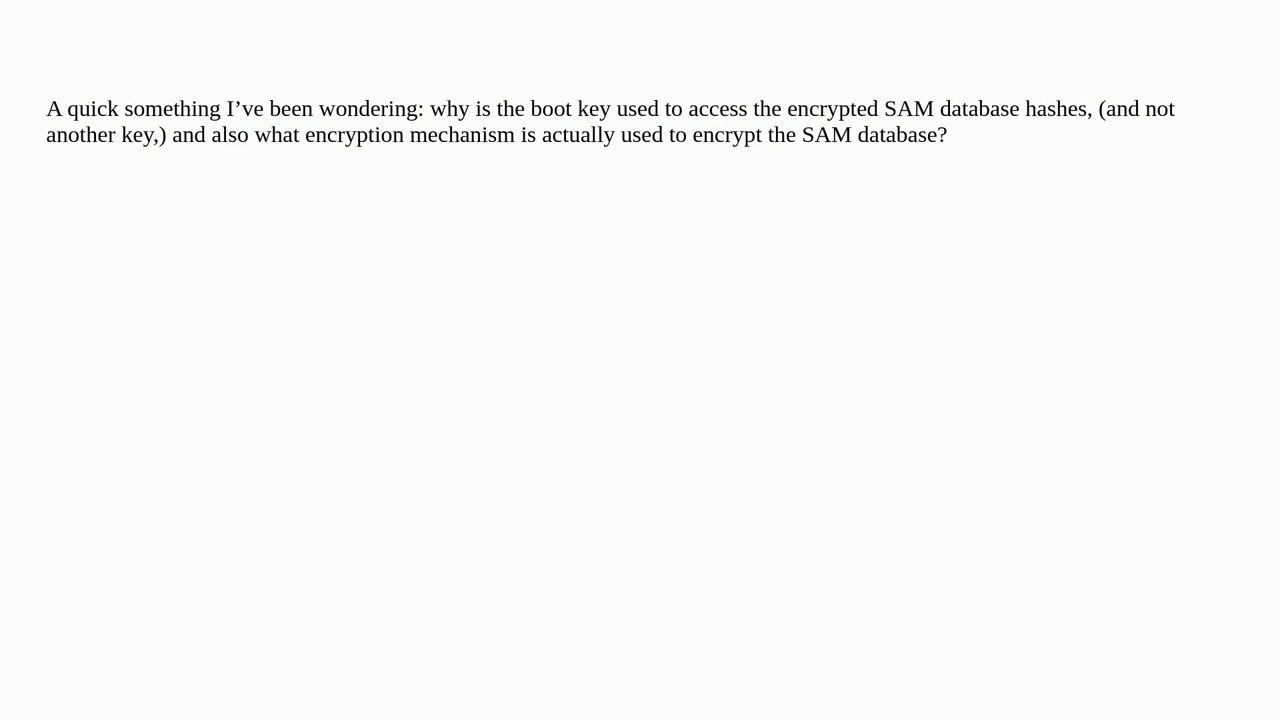 A quick something I’ve been wondering: why is the boot key used to access the encrypted SAM database hashes, (and not
another key,) and also what encryption mechanism is actually used to encrypt the SAM database?